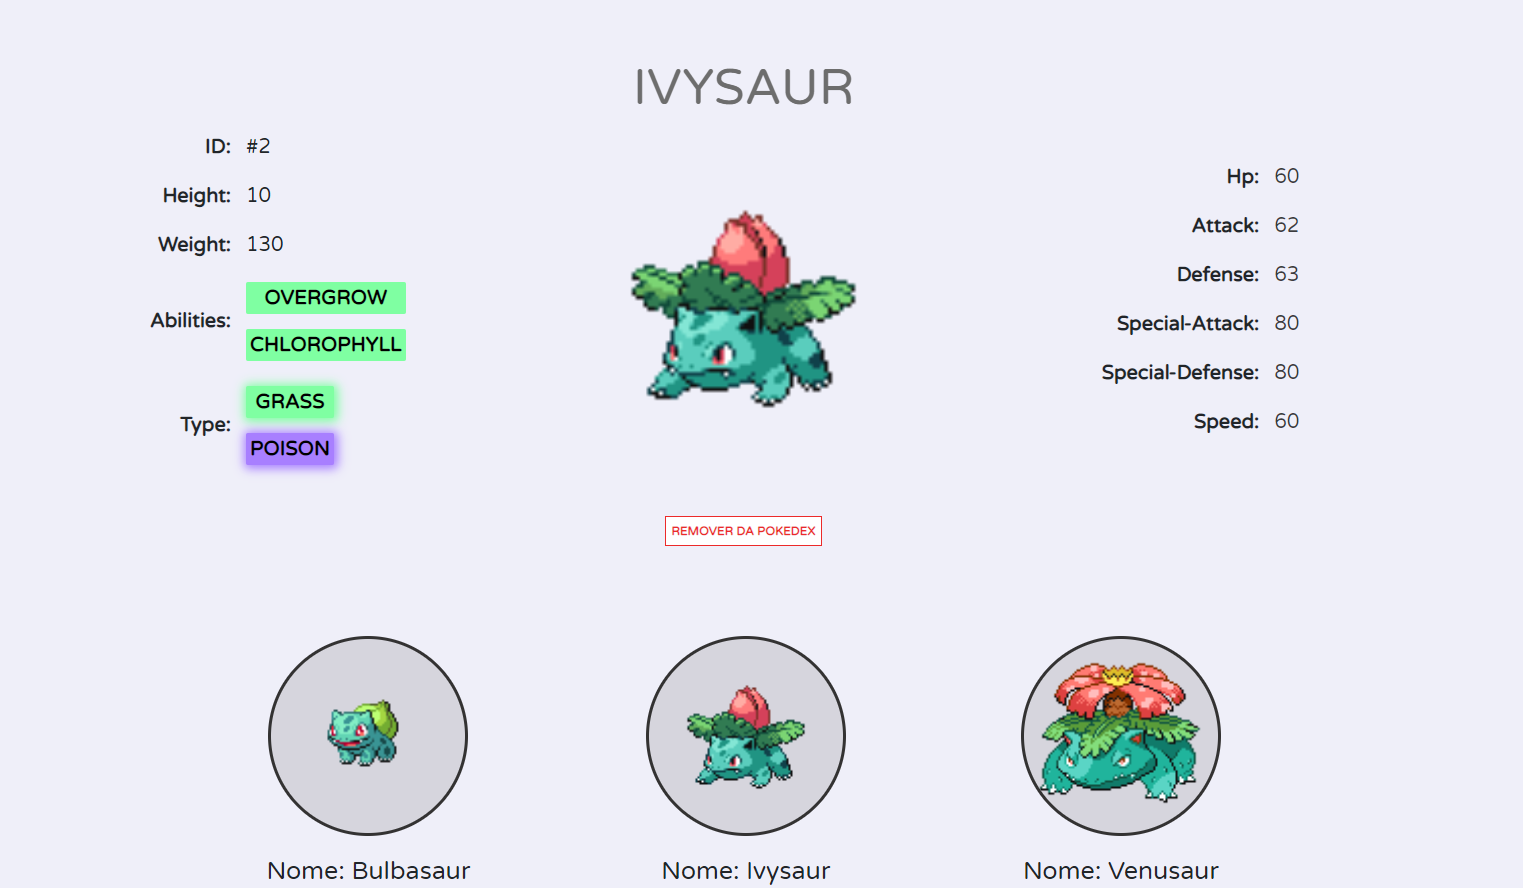 IVYSAUR
ID: #2
Height: 10
Weight: 130
Abilities: OVERGROW
CHLOROPHYLL
Type: GRASS
POISON
Hp: 60
Attack: 62
Defense: 63
Special-Attack: 80
Special-Defense: 80
Speed: 60
REMOVER DA POKEDEX
Nome: Bulbasaur
Nome: Ivysaur
Nome: Venusaur